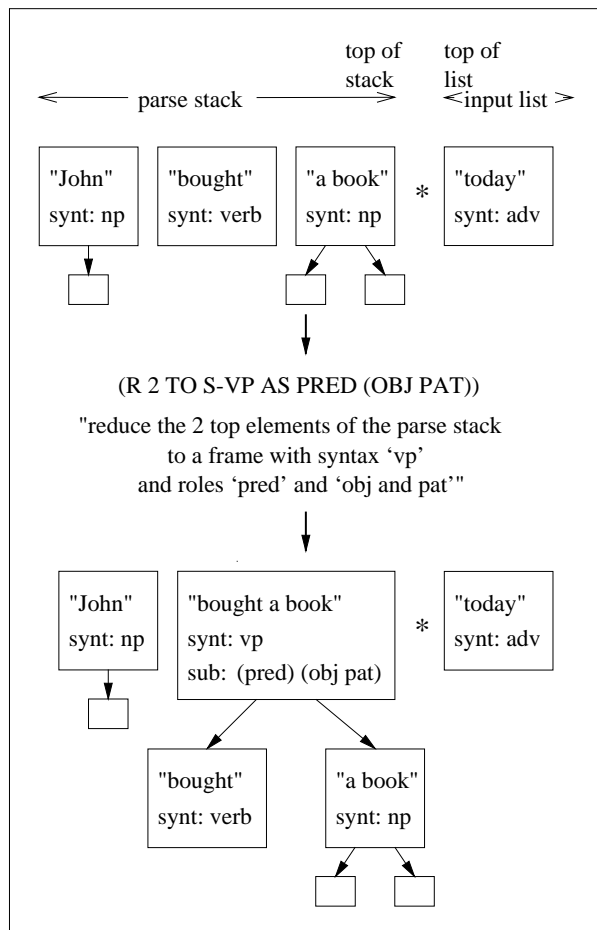 top of top of
stack list
parse stack input list
"John" "bought" "a book" * "today"
synt: np synt: verb synt: np synt: adv
(R 2 TO S-VP AS PRED (OBJ PAT))
"reduce the 2 top elements of the parse stack
to a frame with syntax ‘vp’
and roles ‘pred’ and ‘obj and pat’"
"John" "bought a book" "today"
synt: np synt: vp * synt: adv
sub: (pred) (obj pat)
"bought" "a book"
synt: verb synt: np